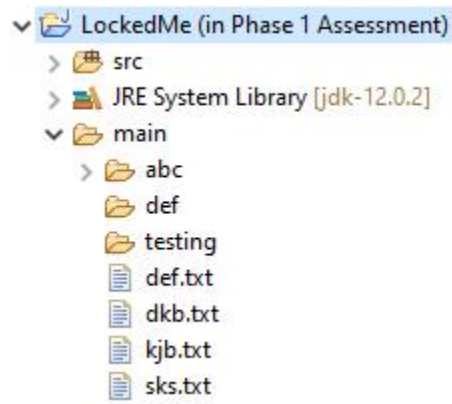 LockedMe (in Phase 1 Assessment)
src
JRE System Library [jdk-12.0.2]
main
abc
def
testing
def.txt
dkb.txt
kjb.txt
sks.txt